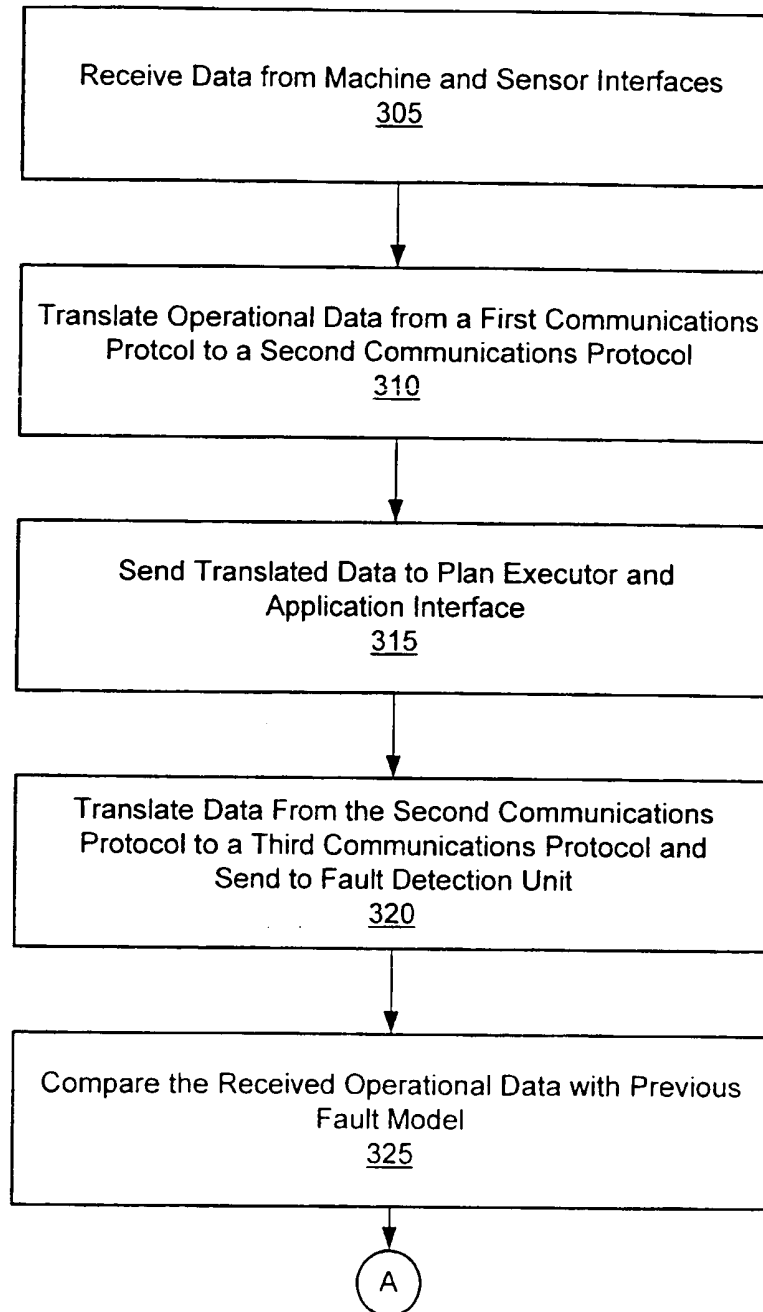 Receive Data from Machine and Sensor Interfaces
305
Translate Operational Data from a First Communications
Protcol to a Second Communications Protocol
310
Send Translated Data to Plan Executor and
Application Interface
315
Translate Data From the Second Communications
Protocol to a Third Communications Protocol and
Send to Fault Detection Unit
320
Compare the Received Operational Data with Previous
Fault Model
325
A